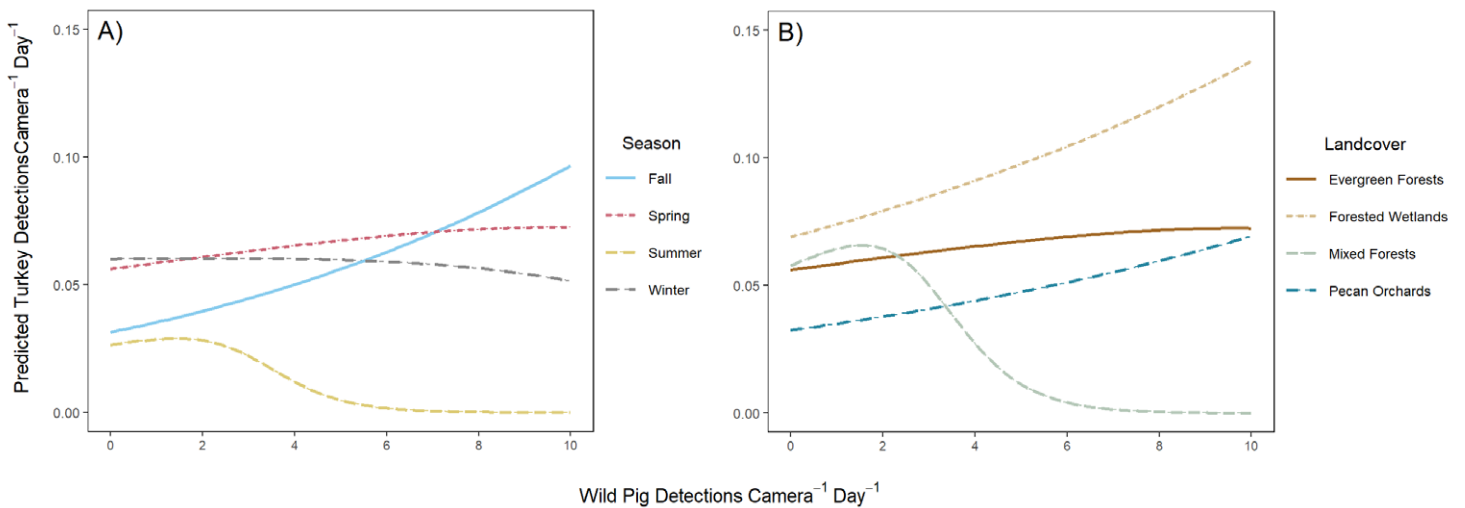 Predicted Turkey DetectionsCamera⁻¹ Day⁻¹
A)
0.15
0.10
0.05
0.00
0 2 4 6 8 10
Season
Fall
Spring
Summer
Winter
B)
0.15
0.10
0.05
0.00
0 2 4 6 8 10
Landcover
Evergreen Forests
Forested Wetlands
Mixed Forests
Pecan Orchards
Wild Pig Detections Camera⁻¹ Day⁻¹